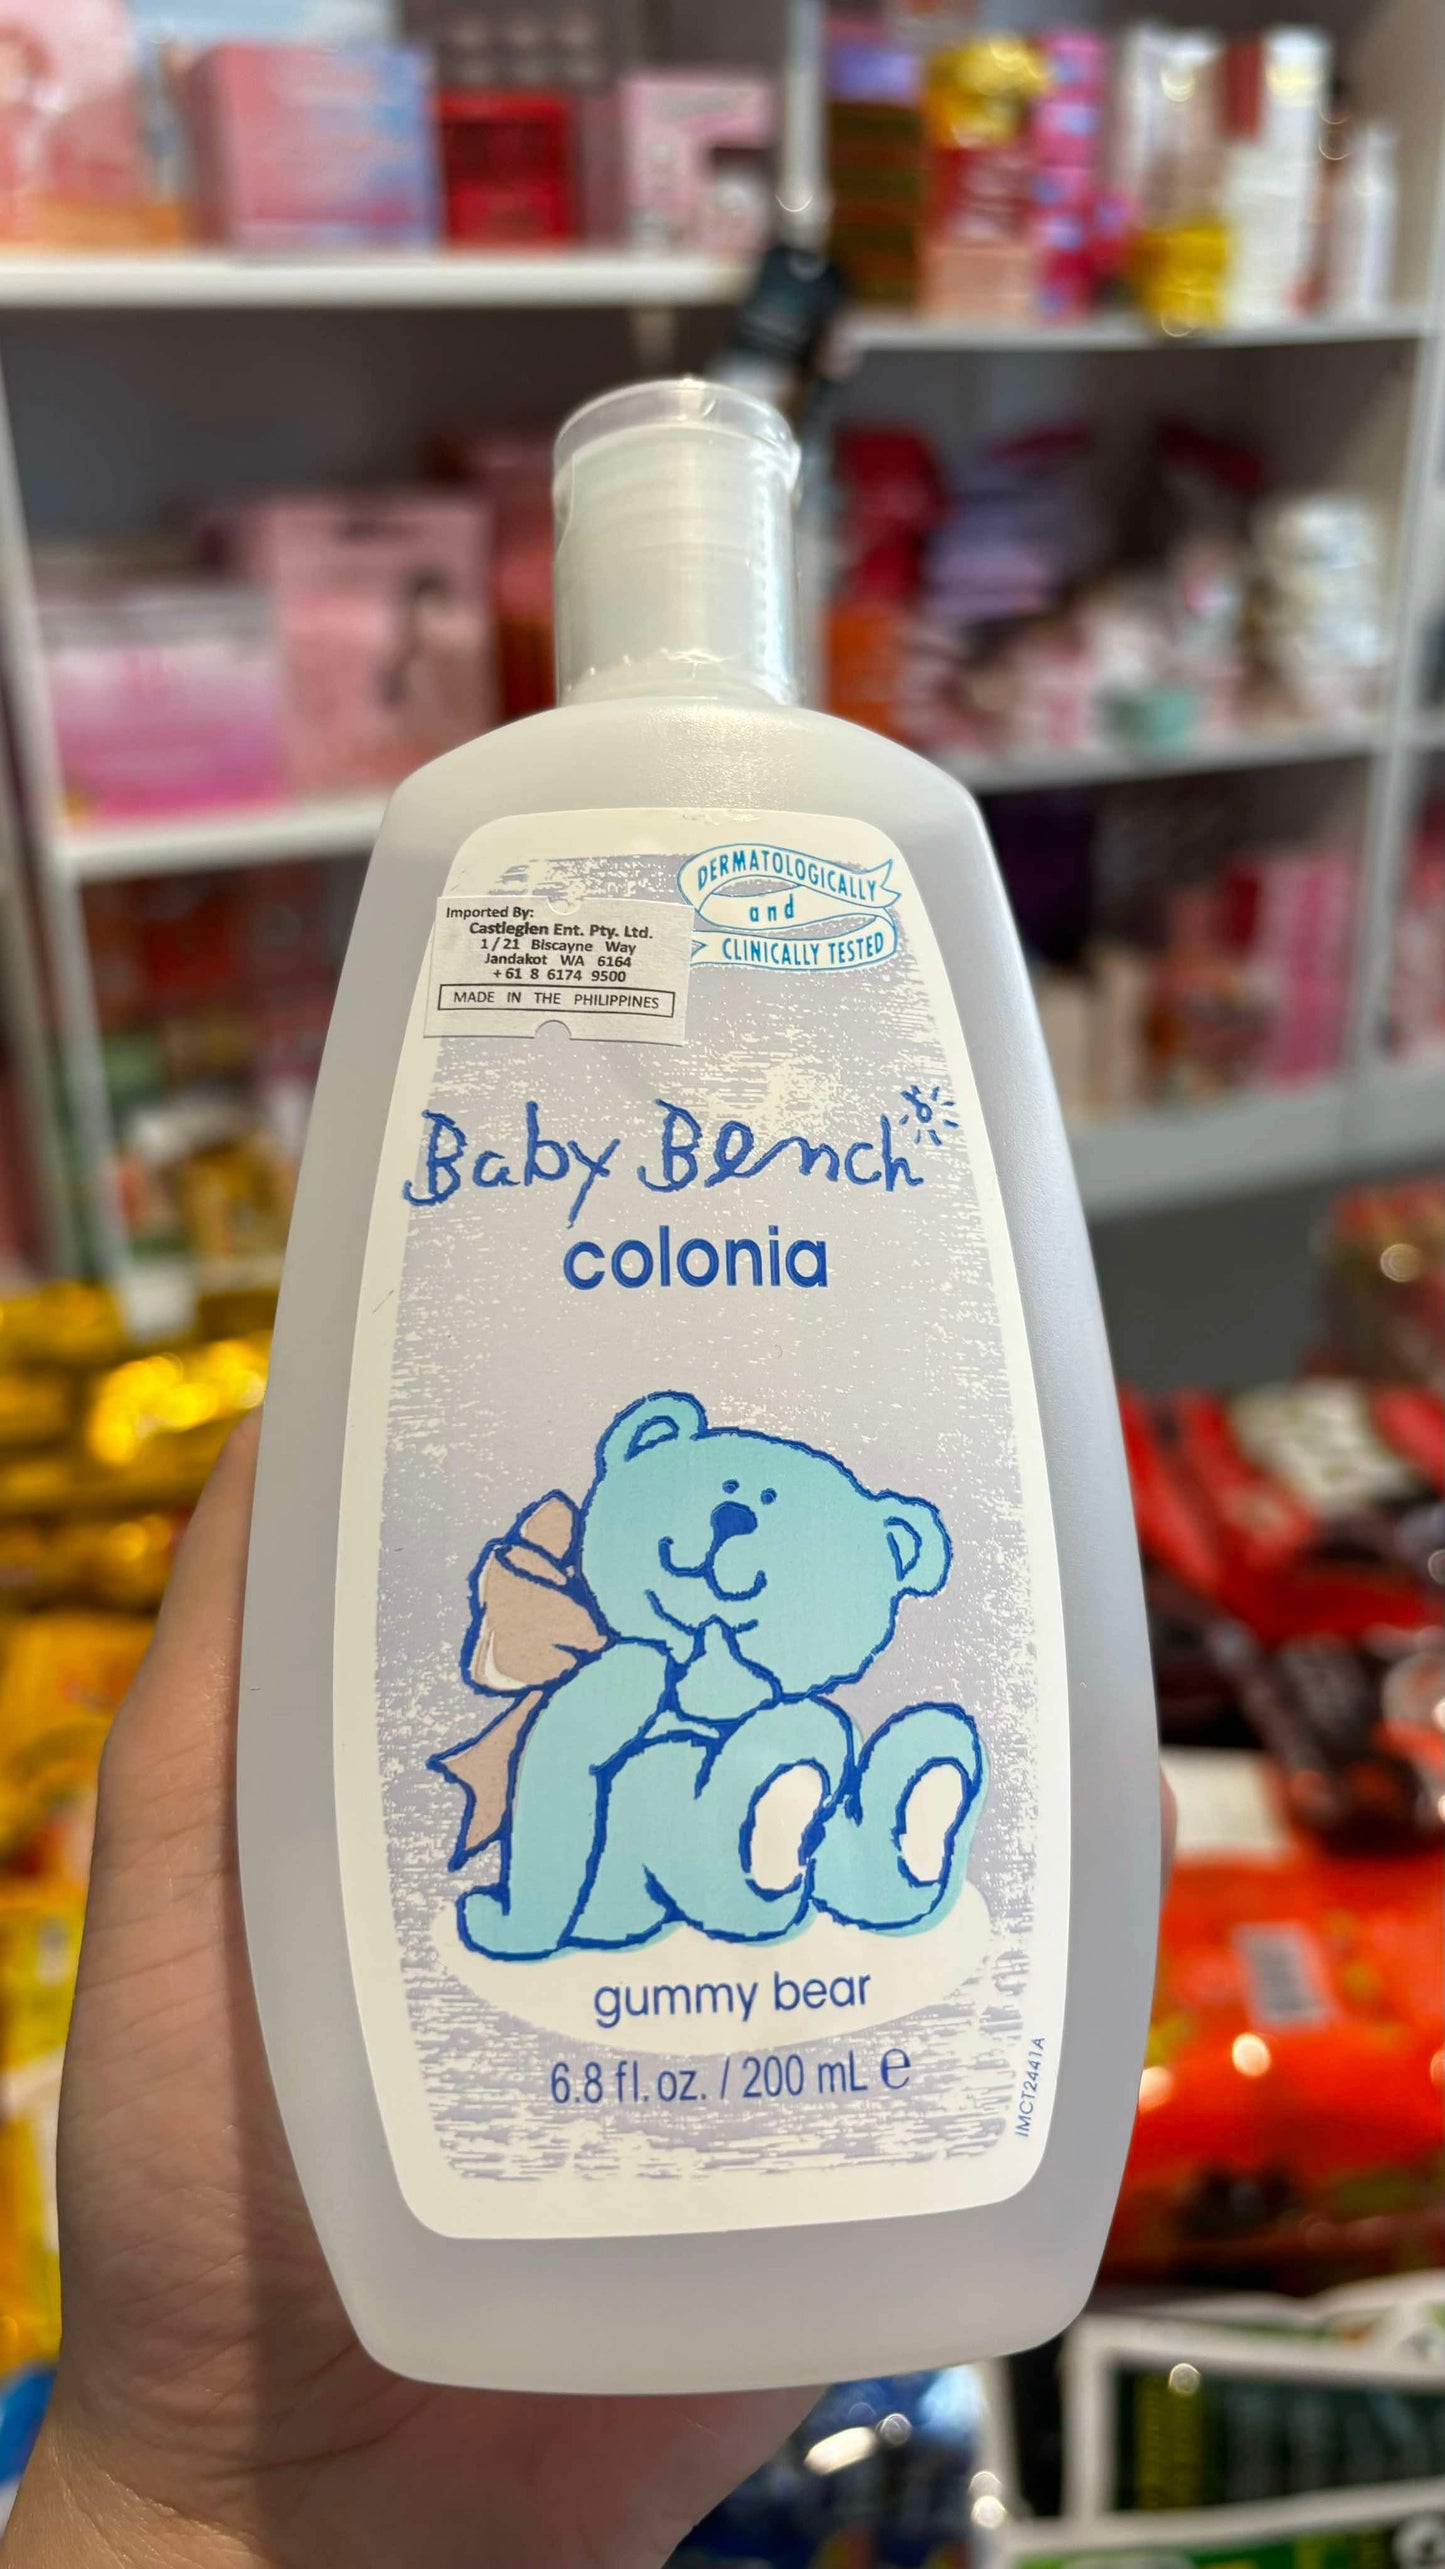 DERMATOLOGICALLY
and
CLINICALLY TESTED
Imported By:
Castleglen Ent. Pty. Ltd.
1/21 Biscayne Way
Jandakot WA 6164
+61 8 6174 9500
MADE IN THE PHILIPPINES
Baby Bench
colonia
gummy bear
6.8 fl. oz. / 200 mL ℮
IMCT2441A